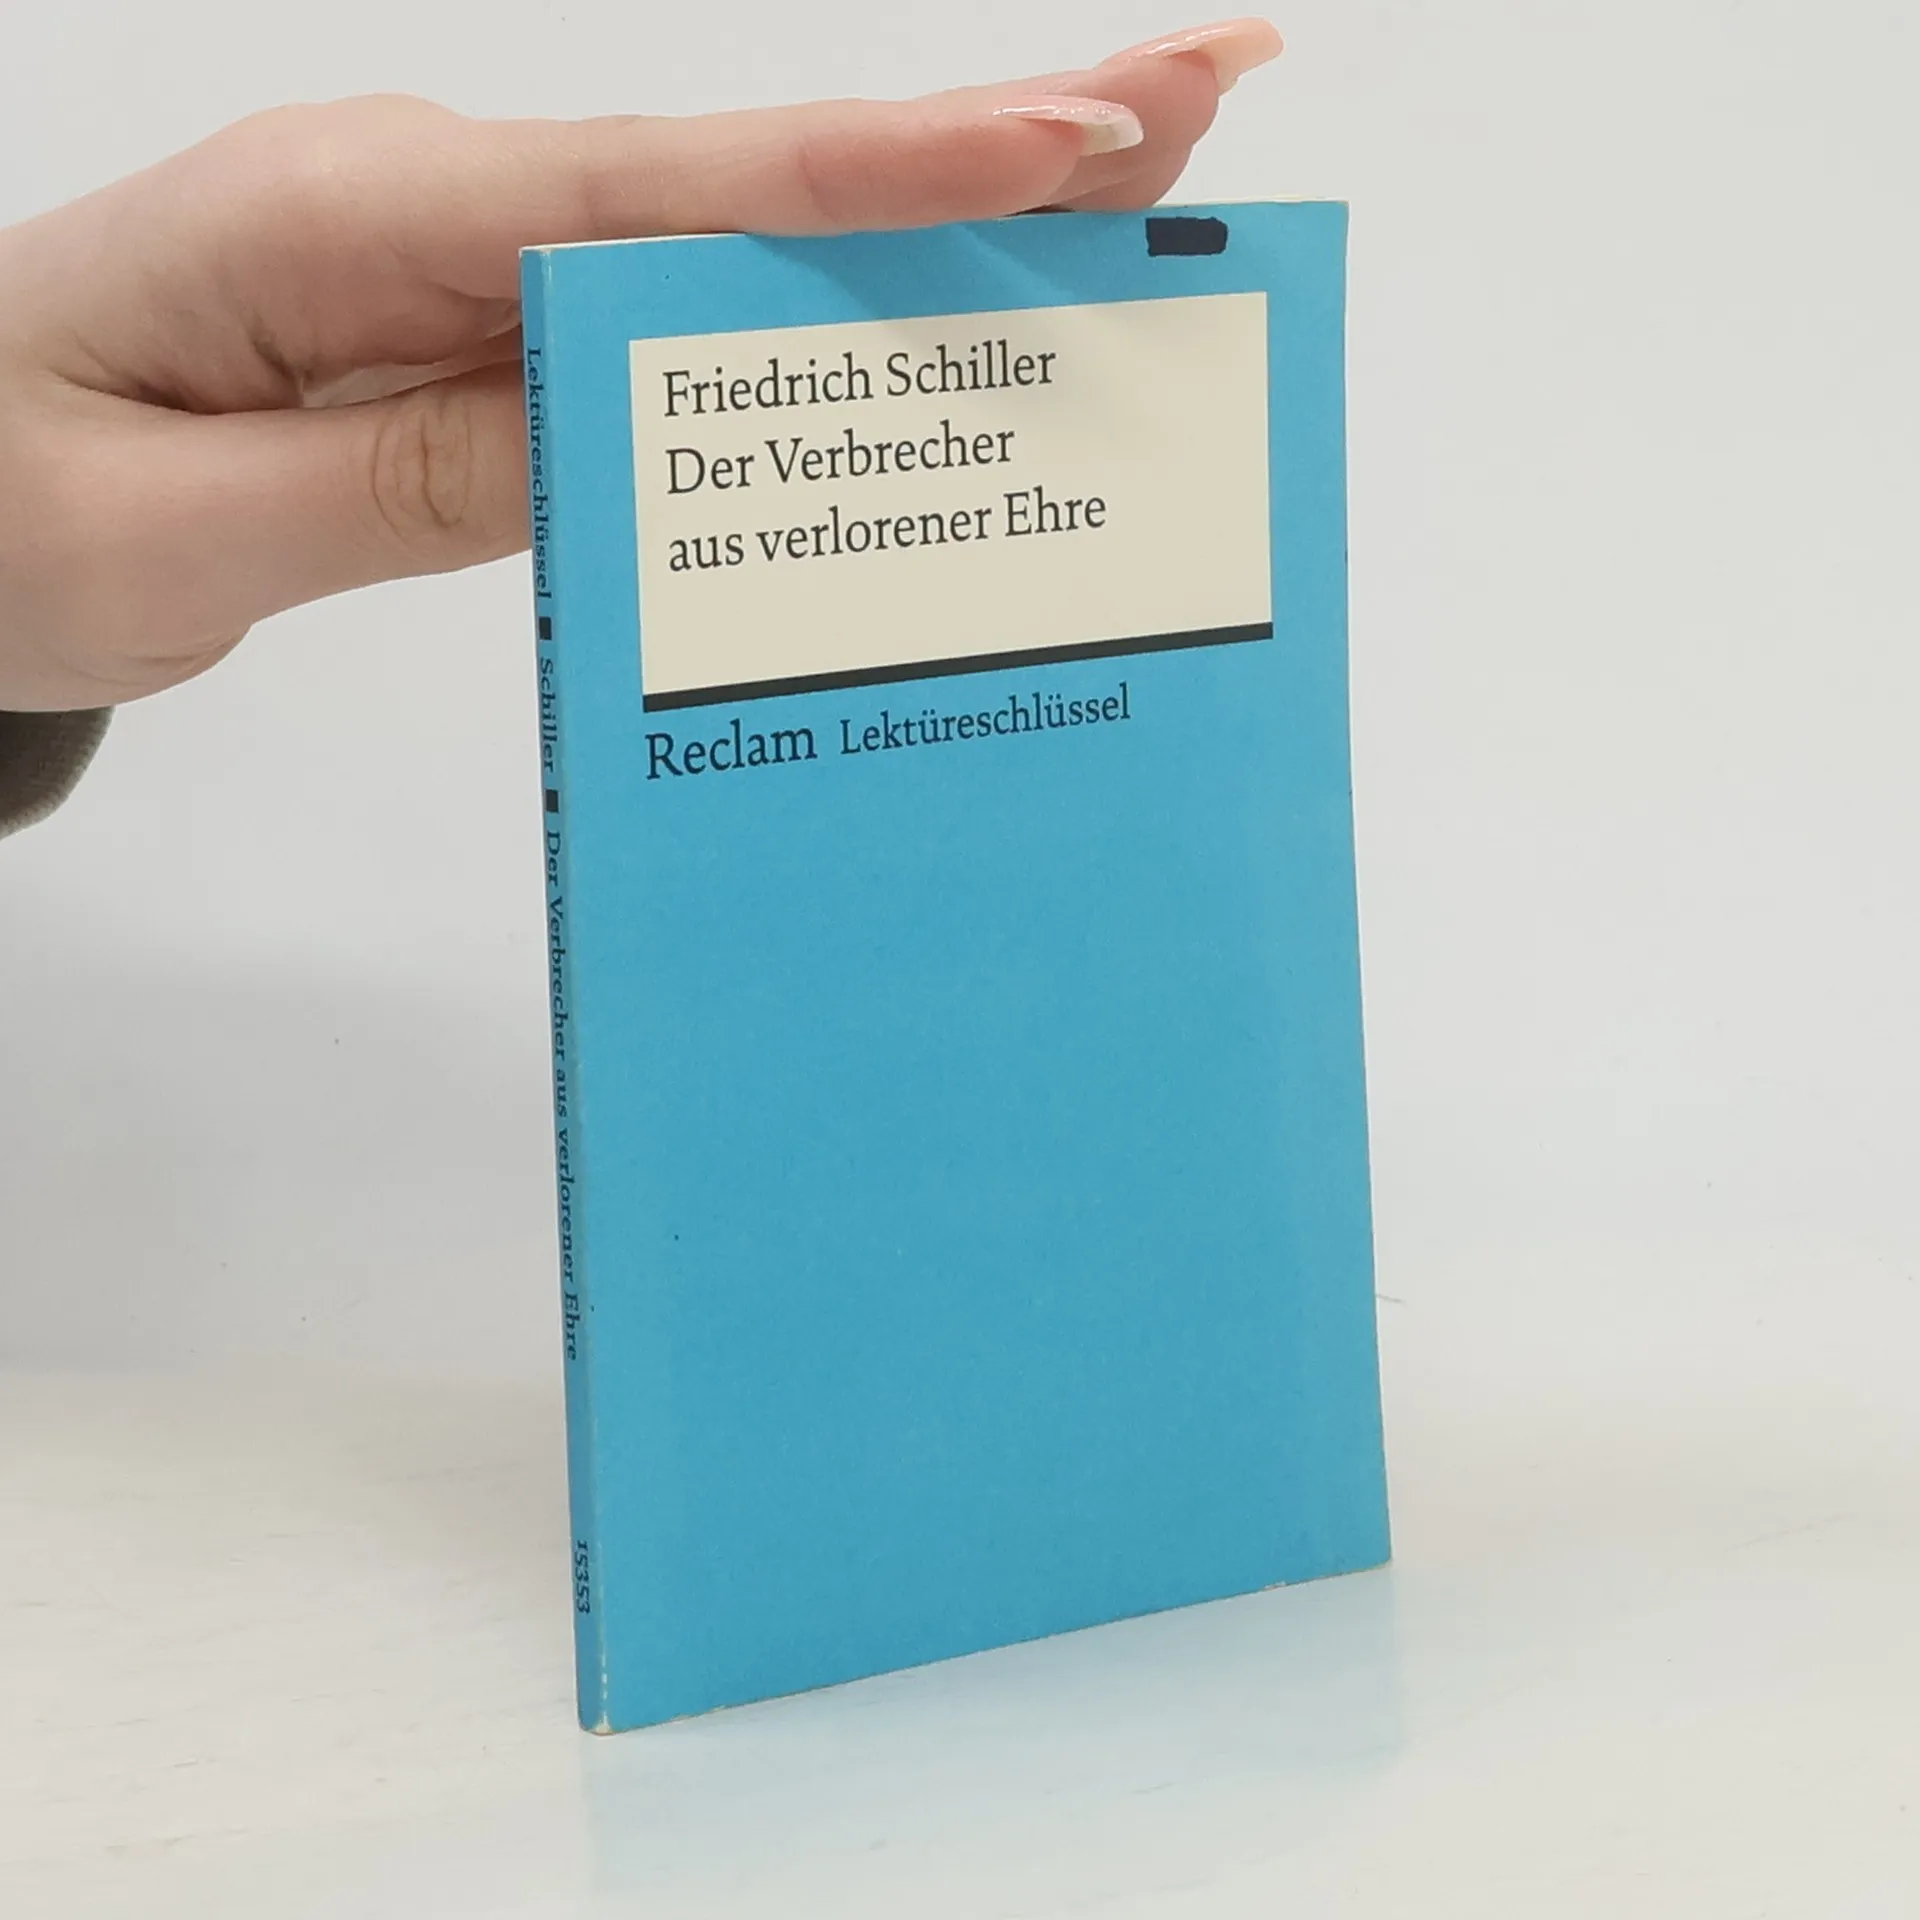 Friedrich Schiller
Der Verbrecher
aus verlorener Ehre
Reclam Lektüreschlüssel
Lektüreschlüssel ■ Schiller ■ Der Verbrecher aus verlorener Ehre 15353